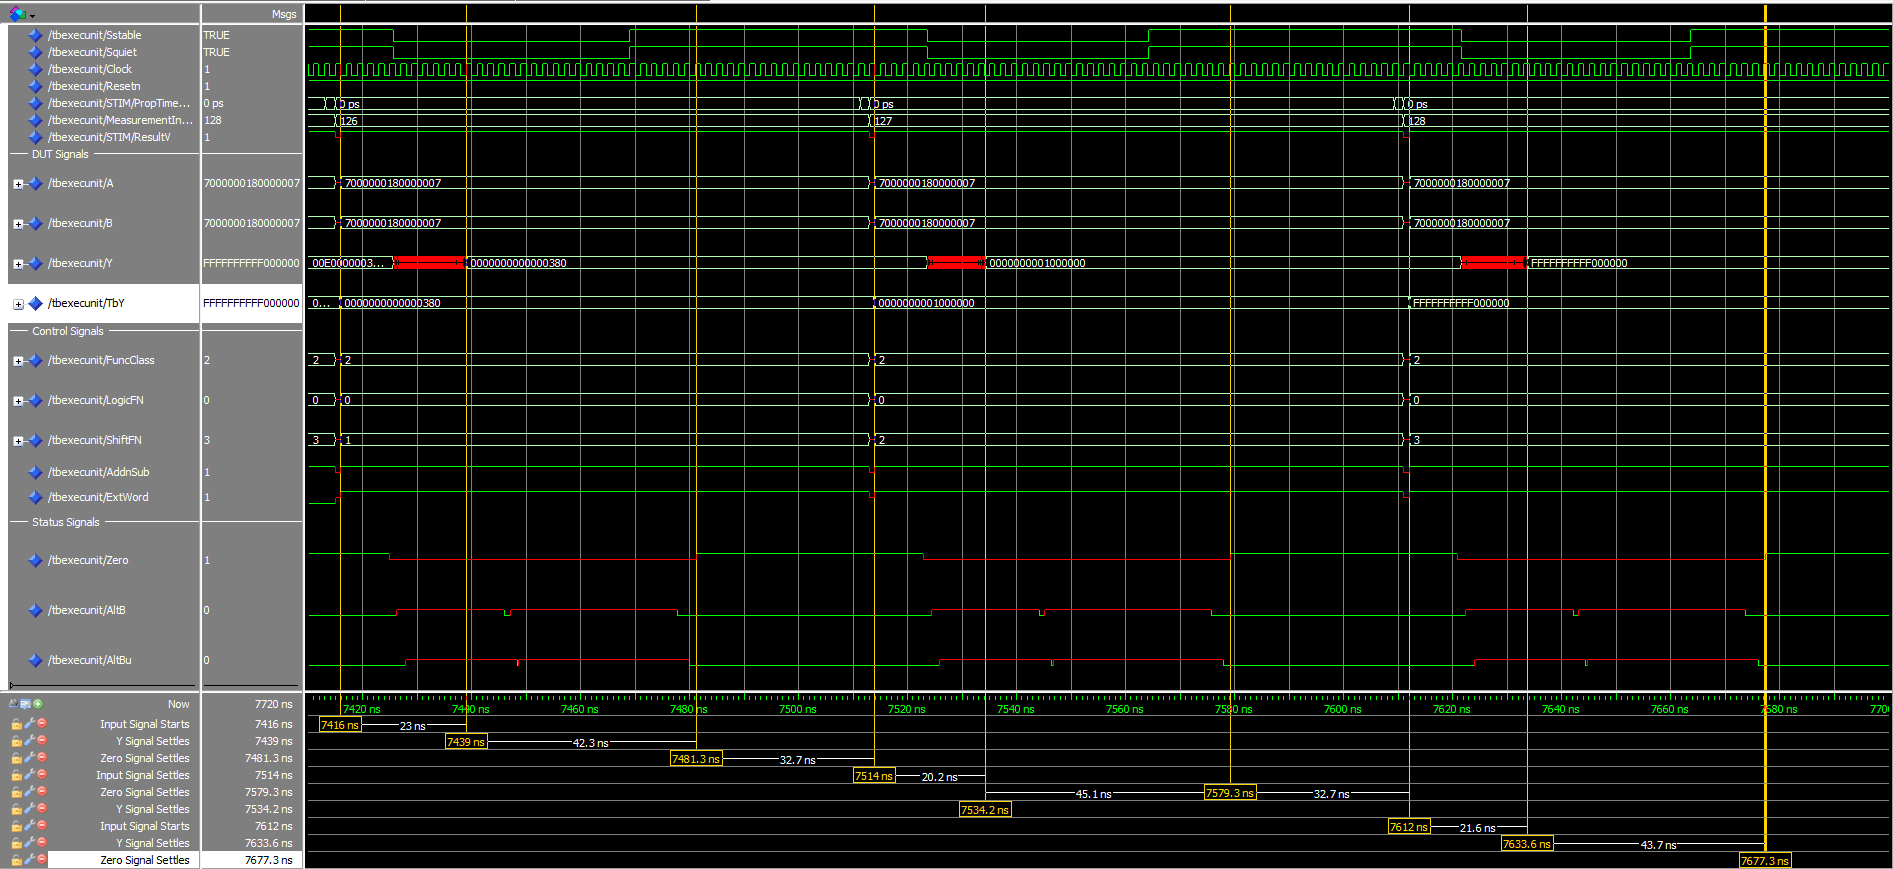 Msgs
/tbexecunit/Sstable TRUE
/tbexecunit/Squiet TRUE
/tbexecunit/Clock 1
/tbexecunit/Resetn 1
/tbexecunit/STIM/PropTime... 0 ps 0 ps 0 ps 0 ps
/tbexecunit/MeasurementIn... 128 126 127 128
/tbexecunit/STIM/ResultV 1
DUT Signals
/tbexecunit/A 7000000180000007 7000000180000007 7000000180000007 7000000180000007
/tbexecunit/B 7000000180000007 7000000180000007 7000000180000007 7000000180000007
/tbexecunit/Y FFFFFFFFFF000000 00E0000003... 0000000000000380 0000000001000000 FFFFFFFFFF000000
/tbexecunit/TbY FFFFFFFFFF000000 0... 0000000000000380 0000000001000000 FFFFFFFFFF000000
Control Signals
/tbexecunit/FuncClass 2 2 2 2 2
/tbexecunit/LogicFN 0 0 0 0 0
/tbexecunit/ShiftFN 3 3 1 2 3
/tbexecunit/AddnSub 1
/tbexecunit/ExtWord 1
Status Signals
/tbexecunit/Zero 1
/tbexecunit/AltB 0
/tbexecunit/AltBu 0
Now 7720 ns 7420 ns 7440 ns 7460 ns 7480 ns 7500 ns 7520 ns 7540 ns 7560 ns 7580 ns 7600 ns 7620 ns 7640 ns 7660 ns 7680 ns 7700
Input Signal Starts 7416 ns 7416 ns 23 ns
Y Signal Settles 7439 ns 7439 ns 42.3 ns
Zero Signal Settles 7481.3 ns 7481.3 ns 32.7 ns
Input Signal Starts 7514 ns 7514 ns 20.2 ns
Zero Signal Settles 7579.3 ns 45.1 ns 7579.3 ns 32.7 ns
Y Signal Settles 7534.2 ns 7534.2 ns
Input Signal Starts 7612 ns 7612 ns 21.6 ns
Y Signal Settles 7633.6 ns 7633.6 ns 43.7 ns
Zero Signal Settles 7677.3 ns 7677.3 ns